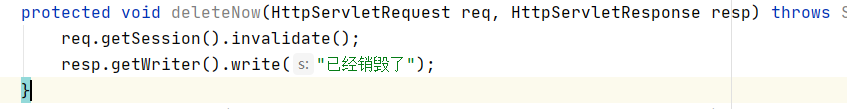 protected void deleteNow(HttpServletRequest req, HttpServletResponse resp) throws S
req.getSession().invalidate();
resp.getWriter().write( s: "已经销毁了");
}